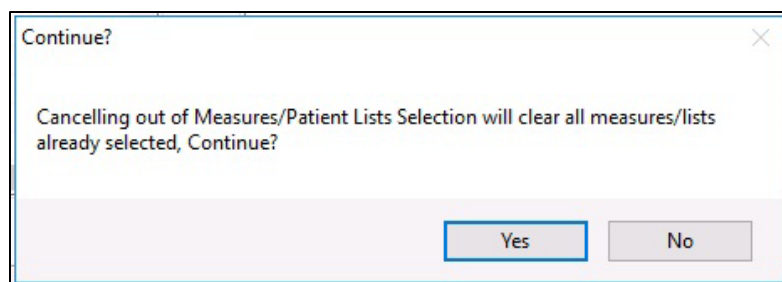 Continue?
Cancelling out of Measures/Patient Lists Selection will clear all measures/lists
already selected, Continue?
Yes
No